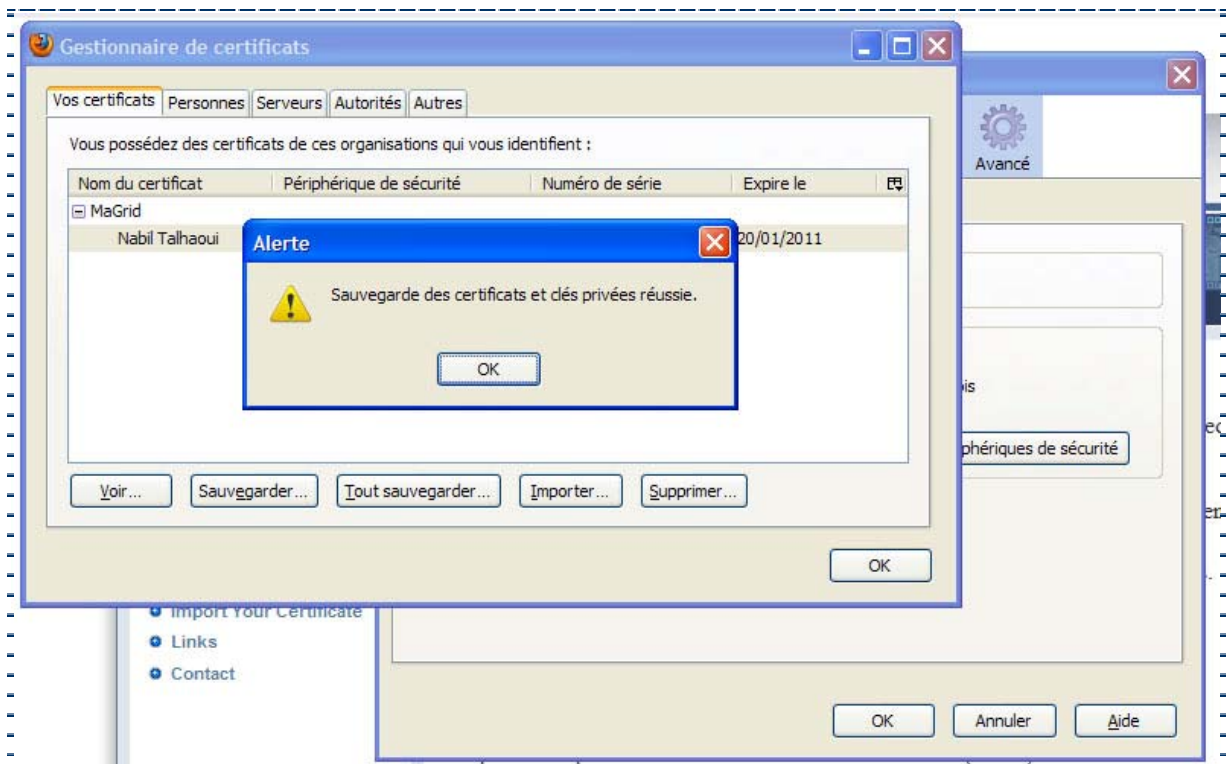 Gestionnaire de certificats
Vos certificats Personnes Serveurs Autorités Autres
Avancé
Vous possédez des certificats de ces organisations qui vous identifient :
Nom du certificat Périphérique de sécurité Numéro de série Expire le
MaGrid
Nabil Talhaoui 20/01/2011
Alerte
Sauvegarde des certificats et clés privées réussie.
OK
phériques de sécurité
Voir... Sauvegarder... Tout sauvegarder... Importer... Supprimer...
OK
Import Your Certificate
Links
Contact
OK Annuler Aide